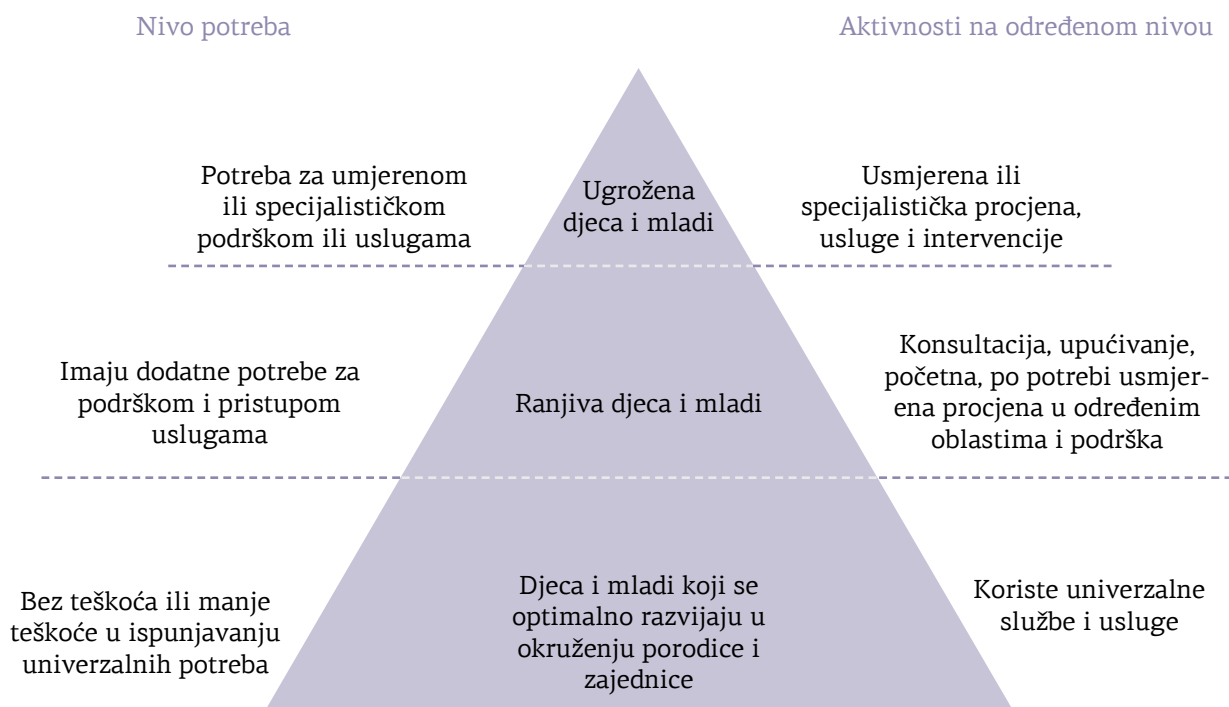 Nivo potreba
Aktivnosti na određenom nivou
Potreba za umjerenom
ili specijalističkom
podrškom ili uslugama
Ugrožena
djeca i mladi
Usmjerena ili
specijalistička procjena,
usluge i intervencije
Imaju dodatne potrebe za
podrškom i pristupom
uslugama
Ranjiva djeca i mladi
Konsultacija, upućivanje,
početna, po potrebi usmjer-
ena procjena u određenim
oblastima i podrška
Bez teškoća ili manje
teškoće u ispunjavanju
univerzalnih potreba
Djeca i mladi koji se
optimalno razvijaju u
okruženju porodice i
zajednice
Koriste univerzalne
službe i usluge